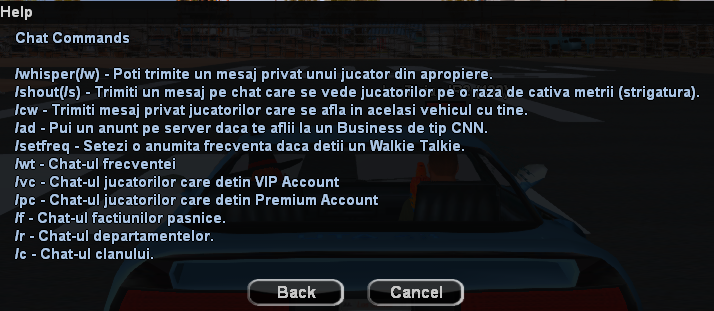 Help
Chat Commands
/whisper(/w) - Poti trimite un mesaj privat unui jucator din apropiere.
/shout(/s) - Trimiti un mesaj pe chat care se vede jucatorilor pe o raza de cativa metrii (strigatura).
/cw - Trimiti mesaj privat jucatorilor care se afla in acelasi vehicul cu tine.
/ad - Pui un anunt pe server daca te aflii la un Business de tip CNN.
/setfreq - Setezi o anumita frecventa daca detii un Walkie Talkie.
/wt - Chat-ul frecventei
/vc - Chat-ul jucatorilor care detin VIP Account
/pc - Chat-ul jucatorilor care detin Premium Account
/f - Chat-ul factiunilor pasnice.
/r - Chat-ul departamentelor.
/c - Chat-ul clanului.
Back Cancel